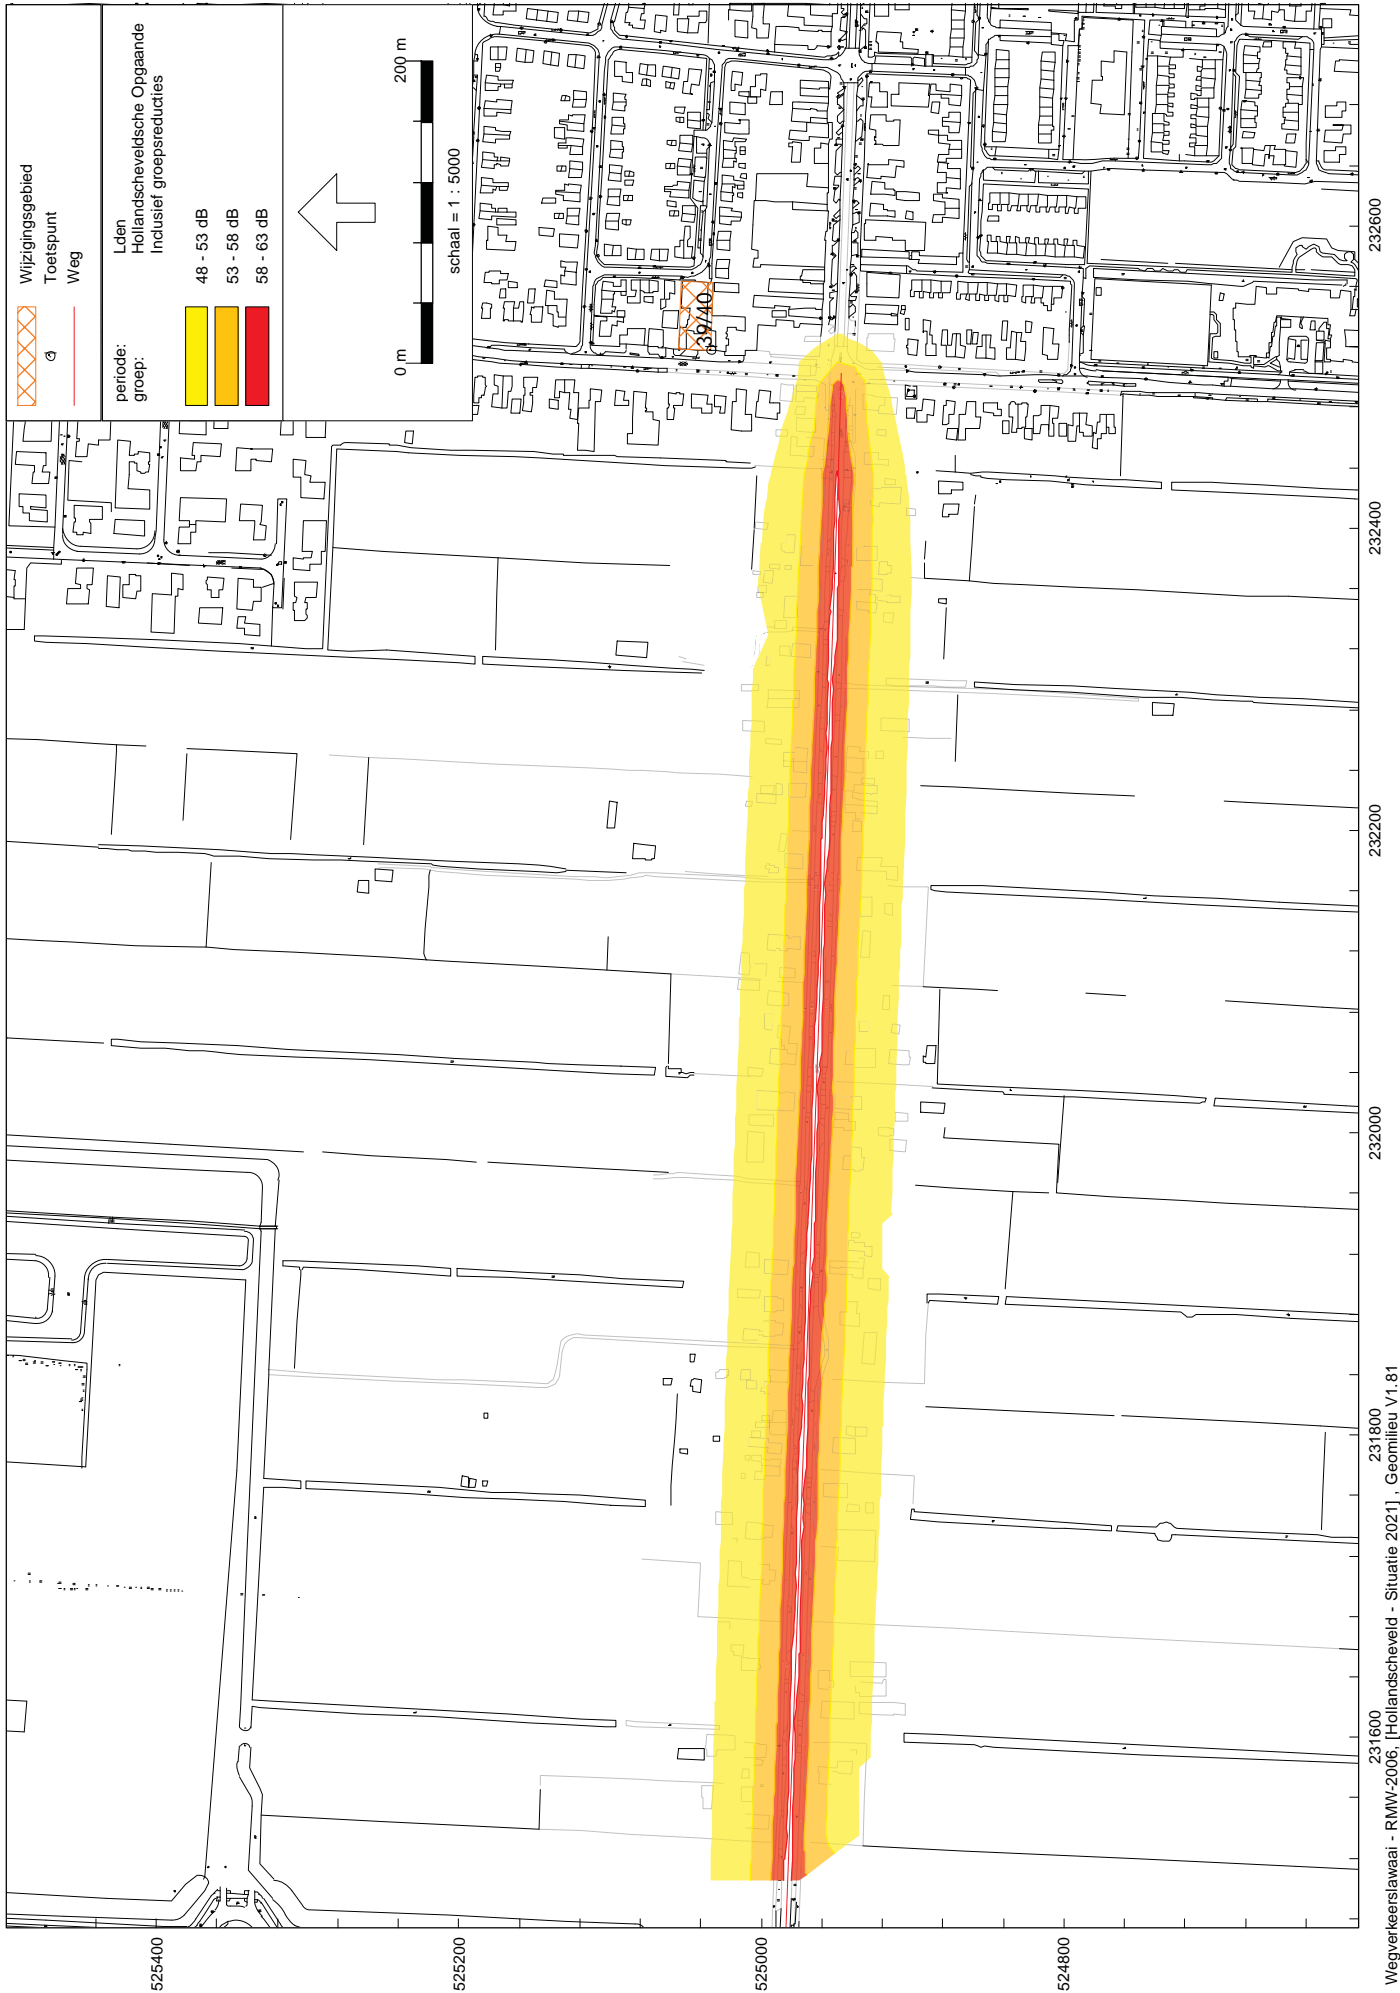 Wijzigingsgebied
Toetspunt
Weg
periode: Lden
groep: Hollandscheveldsche Opgaande
Inclusief groepsreducties
48 - 53 dB
53 - 58 dB
58 - 63 dB
0 m 200 m
schaal = 1 : 5000
39/40
525400
525200
525000
524800
231600 231800 232000 232200 232400 232600
Wegverkeerslawaai - RMW-2006, [Hollandscheveld - Situatie 2021] , Geomilieu V1.81